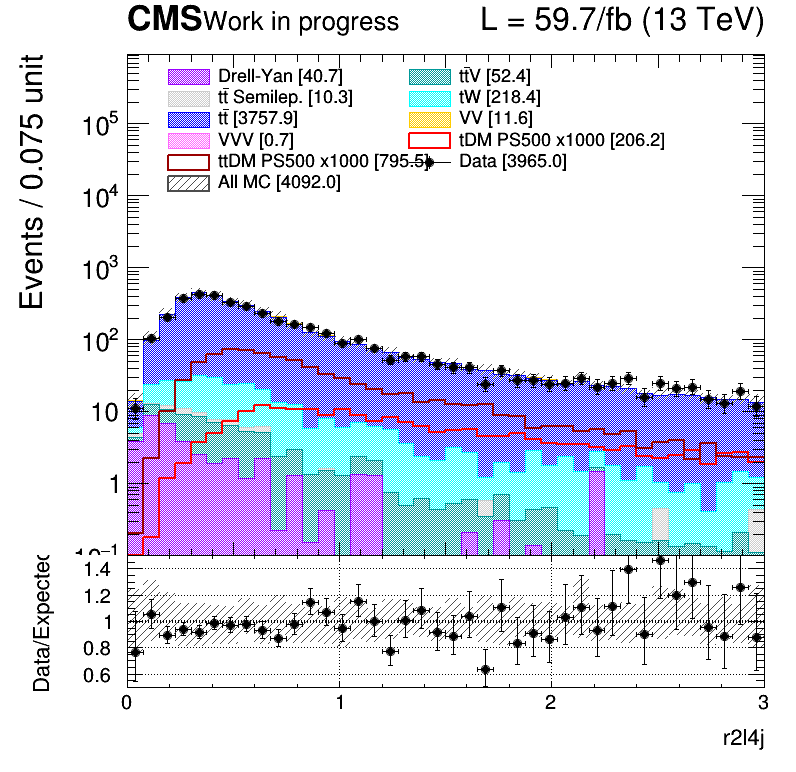 CMS Work in progress L = 59.7/fb (13 TeV)
Drell-Yan [40.7] tt̄V [52.4]
tt̄ Semilep. [10.3] tW [218.4]
tt̄ [3757.9] VV [11.6]
VVV [0.7] tDM PS500 x1000 [206.2]
ttDM PS500 x1000 [795.5] Data [3965.0]
All MC [4092.0]
Events / 0.075 unit
10⁵
10⁴
10³
10²
10
1
10⁻¹
Data/Expected
1.4
1.2
1
0.8
0.6
0 1 2 3
r2l4j